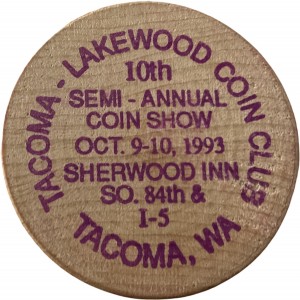 TACOMA - LAKEWOOD COIN CLUB
10th
SEMI - ANNUAL
COIN SHOW
OCT. 9-10, 1993
SHERWOOD INN
SO. 84th &
I-5
TACOMA, WA